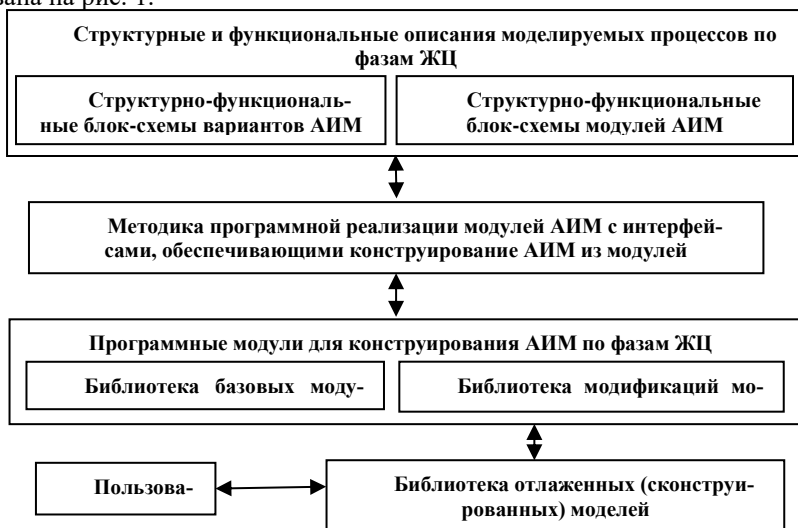 вана на рис. 1.
Структурные и функциональные описания моделируемых процессов по
фазам ЖЦ
Структурно-функциональ-
ные блок-схемы вариантов АИМ
Структурно-функциональные
блок-схемы модулей АИМ
Методика программной реализации модулей АИМ с интерфей-
сами, обеспечивающими конструирование АИМ из модулей
Программные модули для конструирования АИМ по фазам ЖЦ
Библиотека базовых моду-
Библиотека модификаций мо-
Пользова-
Библиотека отлаженных (сконструи-
рованных) моделей